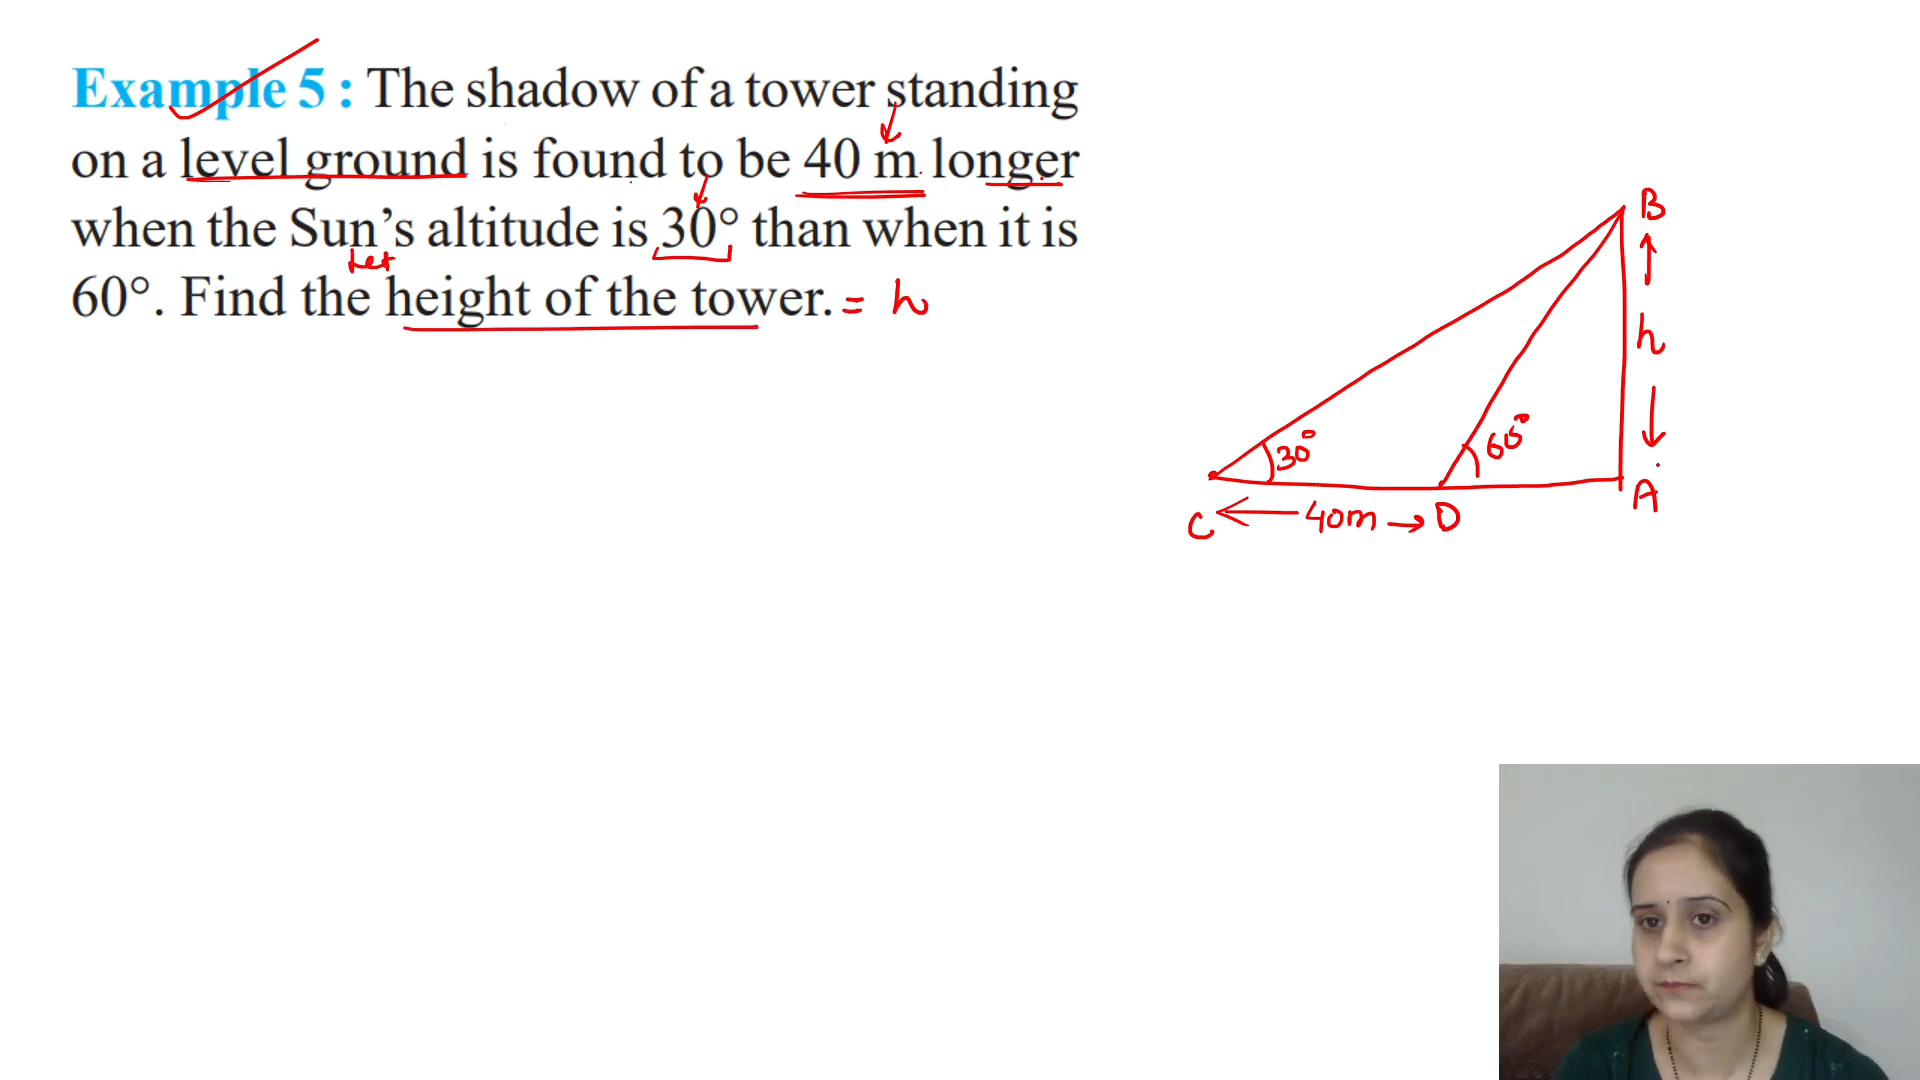 Example 5 : The shadow of a tower standing
on a level ground is found to be 40 m longer
when the Sun's altitude is 30° than when it is
Let
60°. Find the height of the tower. = h
B
h
30°
60°
A
C
40m
D